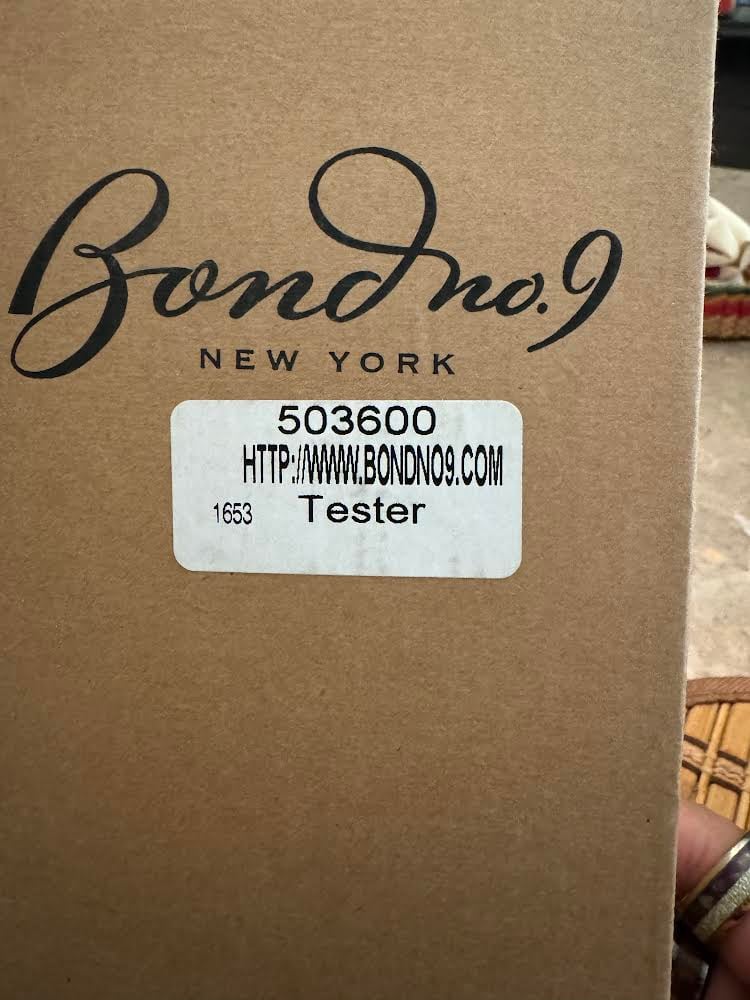 Bond no. 9
NEW YORK
503600
HTTP://WWW.BONDNO9.COM
1653 Tester